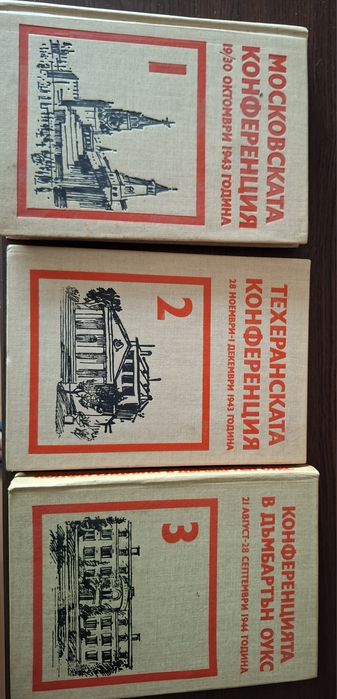 МОСКОВСКАТА
КОНФЕРЕНЦИЯ
19/30 ОКТОМВРИ 1943 ГОДИНА
1
ТЕХЕРАНСКАТА
КОНФЕРЕНЦИЯ
28 НОЕМВРИ-1 ДЕКЕМВРИ 1943 ГОДИНА
2
КОНФЕРЕНЦИЯТА
В ДЪМБАРТЪН ОУКС
21 АВГУСТ-28 СЕПТЕМВРИ 1944 ГОДИНА
3